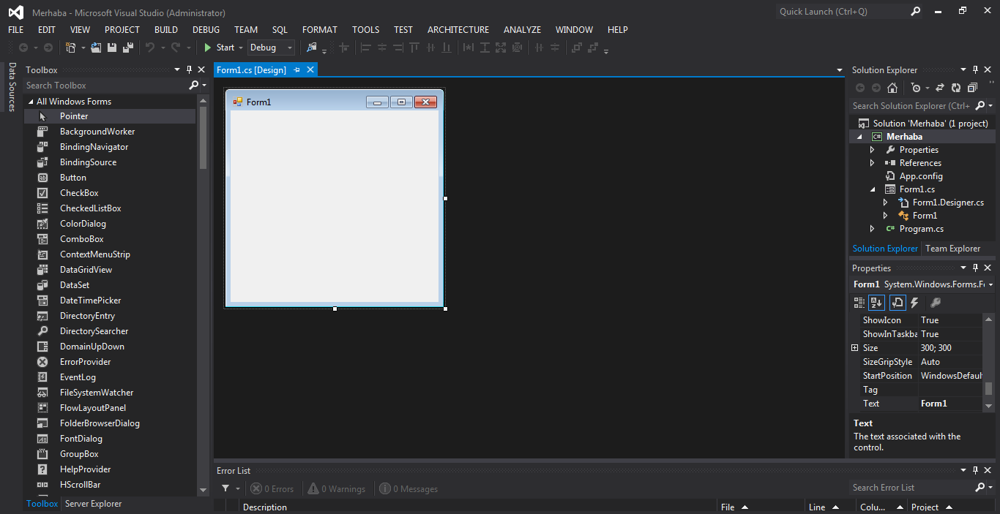 Merhaba - Microsoft Visual Studio (Administrator)
Quick Launch (Ctrl+Q)
FILE EDIT VIEW PROJECT BUILD DEBUG TEAM SQL FORMAT TOOLS TEST ARCHITECTURE ANALYZE WINDOW HELP
Start Debug
Data Sources
Toolbox
Search Toolbox
All Windows Forms
Pointer
BackgroundWorker
BindingNavigator
BindingSource
Button
CheckBox
CheckedListBox
ColorDialog
ComboBox
ContextMenuStrip
DataGridView
DataSet
DateTimePicker
DirectoryEntry
DirectorySearcher
DomainUpDown
ErrorProvider
EventLog
FileSystemWatcher
FlowLayoutPanel
FolderBrowserDialog
FontDialog
GroupBox
HelpProvider
HScrollBar
Toolbox Server Explorer
Form1.cs [Design]
Form1
Solution Explorer
Search Solution Explorer (Ctrl+
Solution 'Merhaba' (1 project)
C# Merhaba
Properties
References
App.config
Form1.cs
Form1.Designer.cs
Form1
C# Program.cs
Solution Explorer Team Explorer
Properties
Form1 System.Windows.Forms.Fo
ShowIcon True
ShowInTaskba True
Size 300; 300
SizeGripStyle Auto
StartPosition WindowsDefaul
Tag
Text Form1
Text
The text associated with the
control.
Error List
0 Errors 0 Warnings 0 Messages
Search Error List
Description File Line Colu... Project